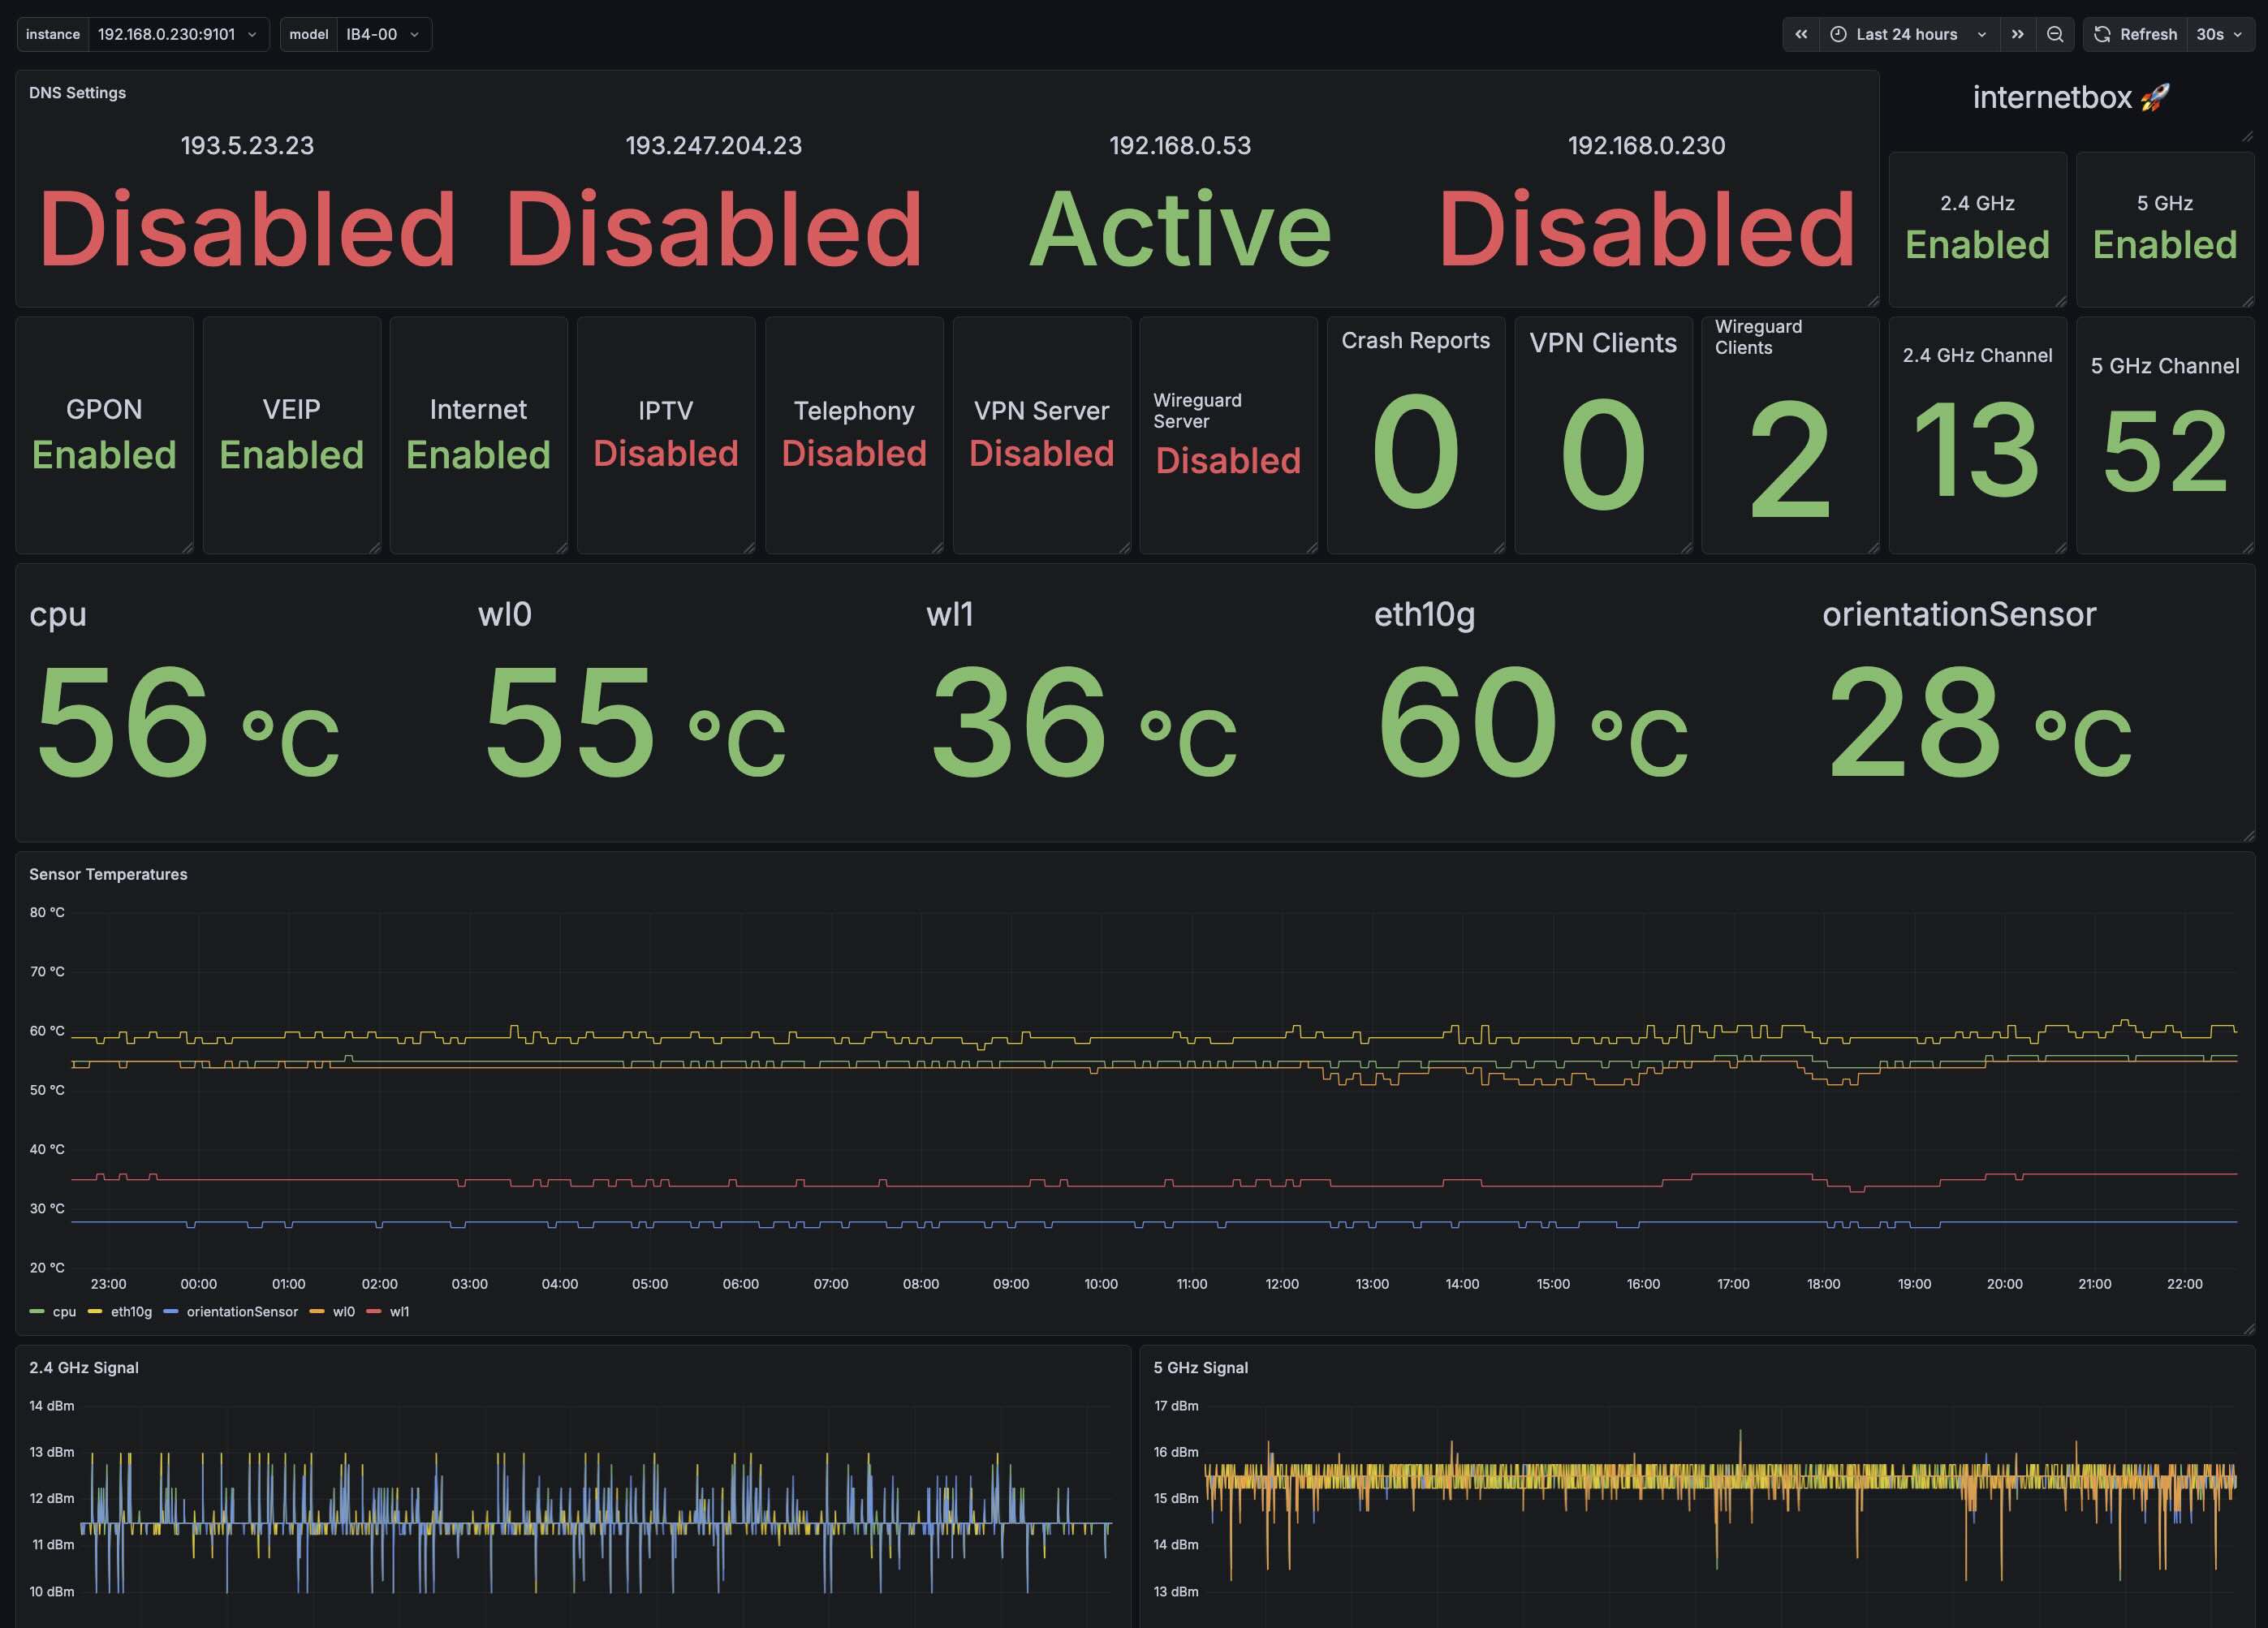 instance 192.168.0.230:9101 model IB4-00 Last 24 hours Refresh 30s
DNS Settings
internetbox 🚀
193.5.23.23 193.247.204.23 192.168.0.53 192.168.0.230
Disabled Disabled Active Disabled
2.4 GHz 5 GHz
Enabled Enabled
GPON
Enabled
VEIP
Enabled
Internet
Enabled
IPTV
Disabled
Telephony
Disabled
VPN Server
Disabled
Wireguard
Server
Disabled
Crash Reports
0
VPN Clients
0
Wireguard
Clients
2
2.4 GHz Channel
13
5 GHz Channel
52
cpu wl0 wl1 eth10g orientationSensor
56 °C 55 °C 36 °C 60 °C 28 °C
Sensor Temperatures
80 °C
70 °C
60 °C
50 °C
40 °C
30 °C
20 °C
23:00 00:00 01:00 02:00 03:00 04:00 05:00 06:00 07:00 08:00 09:00 10:00 11:00 12:00 13:00 14:00 15:00 16:00 17:00 18:00 19:00 20:00 21:00 22:00
cpu eth10g orientationSensor wl0 wl1
2.4 GHz Signal
14 dBm
13 dBm
12 dBm
11 dBm
10 dBm
5 GHz Signal
17 dBm
16 dBm
15 dBm
14 dBm
13 dBm